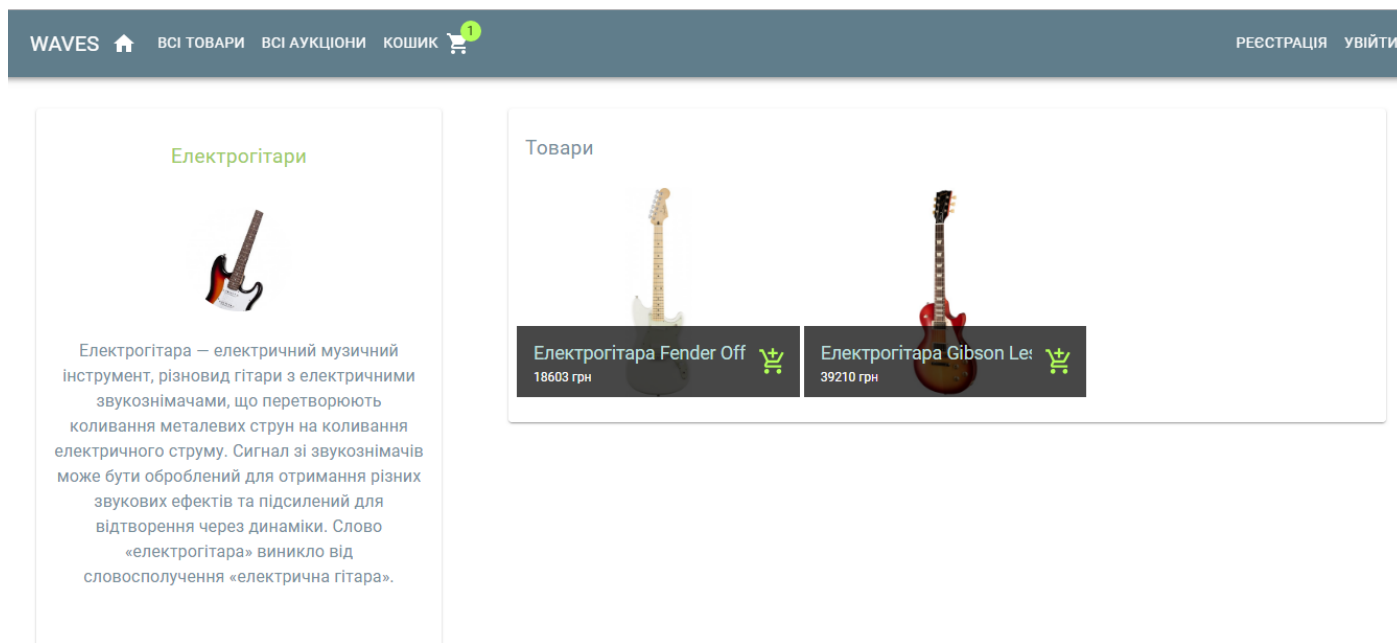 WAVES ВСІ ТОВАРИ ВСІ АУКЦІОНИ КОШИК 1 РЕЄСТРАЦІЯ УВІЙТИ
Електрогітари
Електрогітара — електричний музичний
інструмент, різновид гітари з електричними
звукознімачами, що перетворюють
коливання металевих струн на коливання
електричного струму. Сигнал зі звукознімачів
може бути оброблений для отримання різних
звукових ефектів та підсилений для
відтворення через динаміки. Слово
«електрогітара» виникло від
словосполучення «електрична гітара».
Товари
Електрогітара Fender Off
18603 грн
Електрогітара Gibson Les
39210 грн